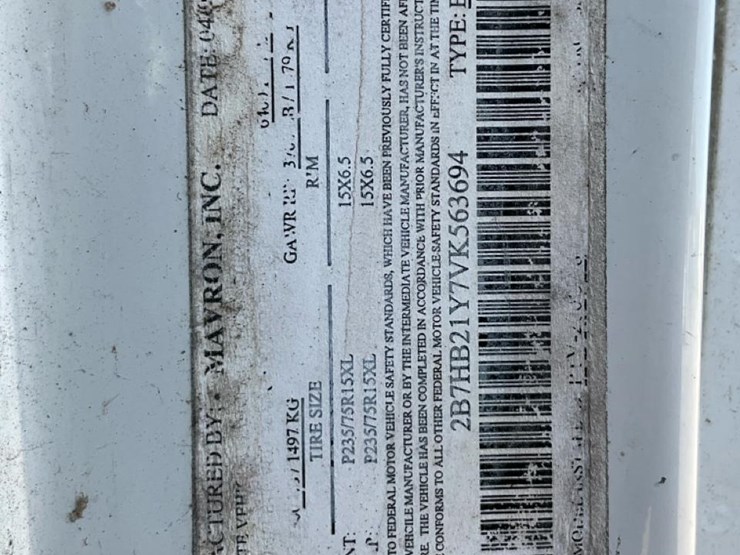 ACTURED BY: MAVRON, INC. DATE: 04/
TE VEH
1497 KG GAWR
TIRE SIZE RIM
NT: P235/75R15XL 15X6.5
P235/75R15XL 15X6.5
TO FEDERAL MOTOR VEHICLE SAFETY STANDARDS, WHICH HAVE BEEN PREVIOUSLY FULLY CERTIF
VEHICLE MANUFACTURER OR BY THE INTERMEDIATE VEHICLE MANUFACTURER, HAS NOT BEEN AF
RE THE VEHICLE HAS BEEN COMPLETED IN ACCORDANCE WITH PRIOR MANUFACTURER'S INSTRUCT
CONFORMS TO ALL OTHER FEDERAL MOTOR VEHICLE SAFETY STANDARDS IN EFFECT IN AT THE TI
2B7HB21Y7VK563694 TYPE: